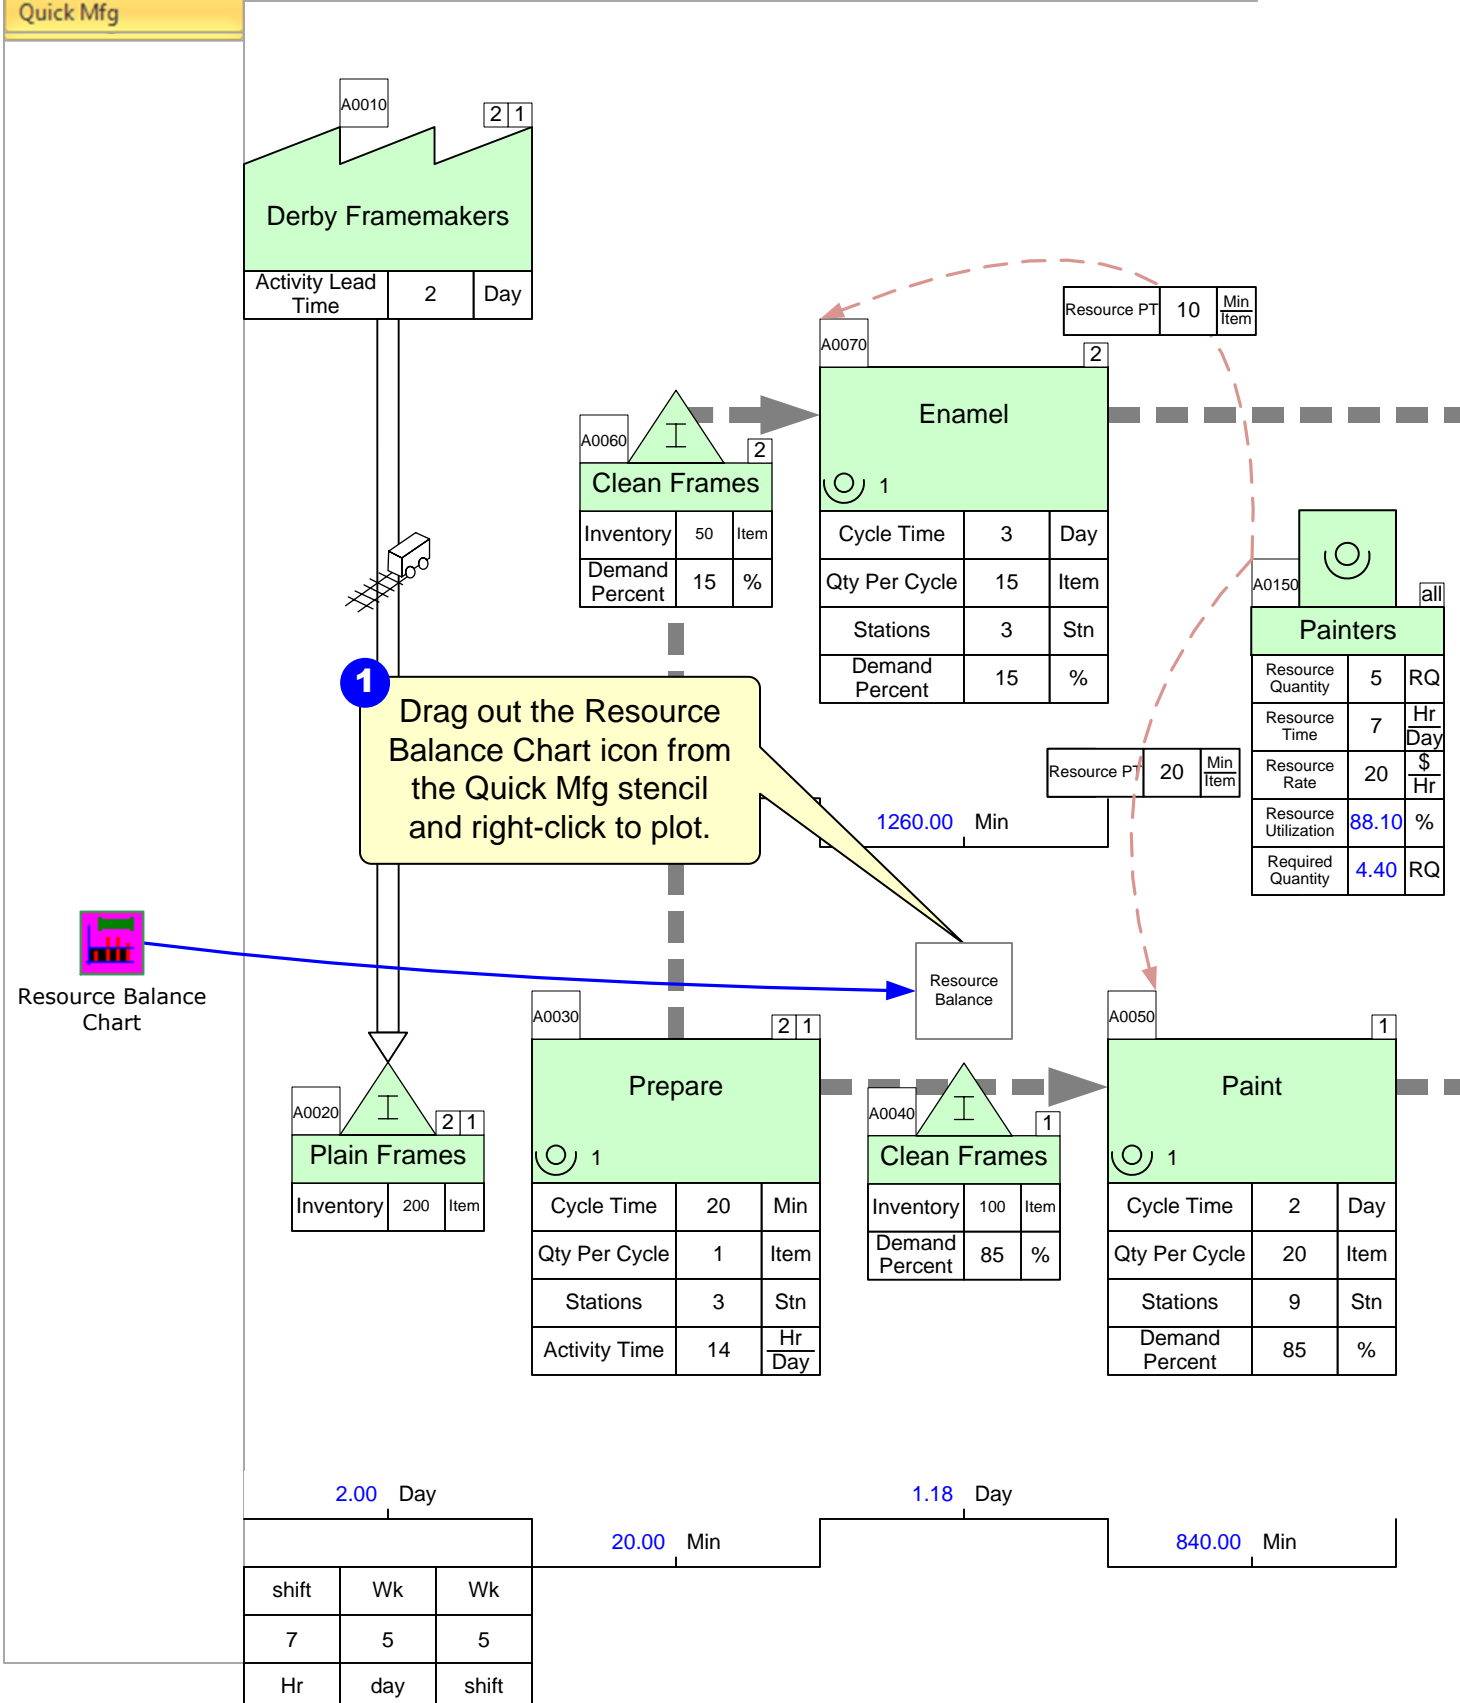 Quick Mfg
A0010
2 1
Derby Framemakers
Activity Lead
Time
2
Day
Resource PT
10
Min
Item
A0070
2
Enamel
1
Cycle Time
3
Day
Qty Per Cycle
15
Item
Stations
3
Stn
Demand
Percent
15
%
A0060
I
2
Clean Frames
Inventory
50
Item
Demand
Percent
15
%
A0150
all
Painters
Resource
Quantity
5
RQ
Resource
Time
7
Hr
Day
Resource
Rate
20
$
Hr
Resource
Utilization
88.10
%
Required
Quantity
4.40
RQ
1
Drag out the Resource
Balance Chart icon from
the Quick Mfg stencil
and right-click to plot.
Resource PT
20
Min
Item
1260.00 Min
Resource Balance
Chart
Resource
Balance
A0020
I
2 1
Plain Frames
Inventory
200
Item
A0030
2 1
Prepare
1
Cycle Time
20
Min
Qty Per Cycle
1
Item
Stations
3
Stn
Activity Time
14
Hr
Day
A0040
I
1
Clean Frames
Inventory
100
Item
Demand
Percent
85
%
A0050
1
Paint
1
Cycle Time
2
Day
Qty Per Cycle
20
Item
Stations
9
Stn
Demand
Percent
85
%
2.00 Day
20.00 Min
1.18 Day
840.00 Min
shift Wk Wk
7 5 5
Hr day shift